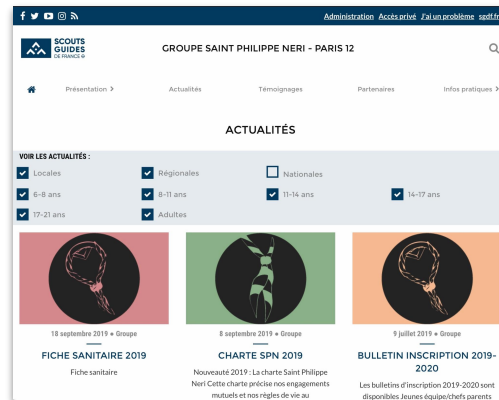 Administration Accès privé J'ai un problème sgdf.fr
SCOUTS
GUIDES
DE FRANCE
GROUPE SAINT PHILIPPE NERI - PARIS 12
Présentation Actualités Témoignages Partenaires Infos pratiques
ACTUALITÉS
VOIR LES ACTUALITÉS :
Locales Régionales Nationales
6-8 ans 8-11 ans 11-14 ans 14-17 ans
17-21 ans Adultes
18 septembre 2019 • Groupe
FICHE SANITAIRE 2019
Fiche sanitaire
8 septembre 2019 • Groupe
CHARTE SPN 2019
Nouveauté 2019 : La charte Saint Philippe
Neri Cette charte précise nos engagements
mutuels et nos règles de vie au
9 juillet 2019 • Groupe
BULLETIN INSCRIPTION 2019-
2020
Les bulletins d'inscription 2019-2020 sont
disponibles Jeunes équipe/chefs parents